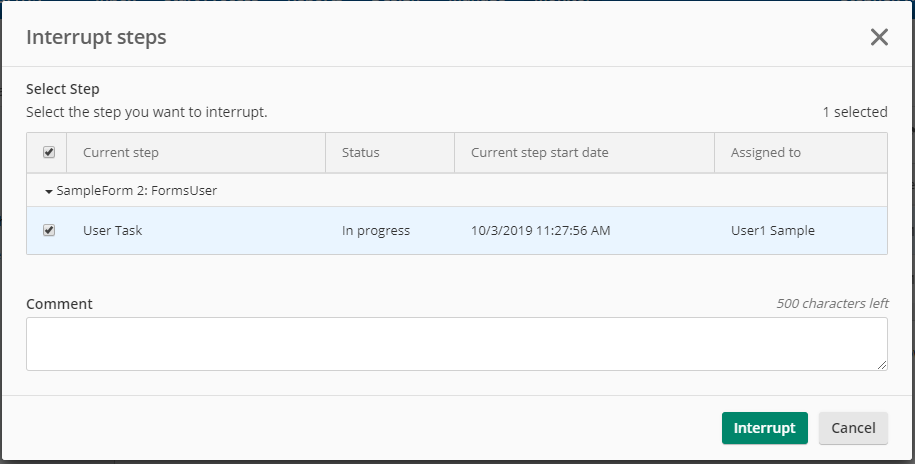 Interrupt steps
Select Step
Select the step you want to interrupt.
1 selected
Current step
Status
Current step start date
Assigned to
SampleForm 2: FormsUser
User Task
In progress
10/3/2019 11:27:56 AM
User1 Sample
Comment
500 characters left
Interrupt
Cancel